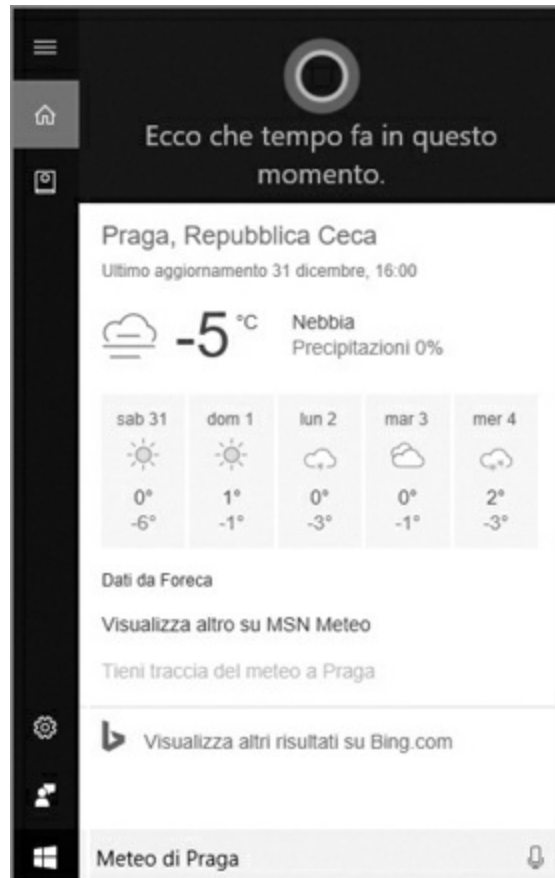 Ecco che tempo fa in questo
momento.
Praga, Repubblica Ceca
Ultimo aggiornamento 31 dicembre, 16:00
-5 °C
Nebbia
Precipitazioni 0%
sab 31 dom 1 lun 2 mar 3 mer 4
0° 1° 0° 0° 2°
-6° -1° -3° -1° -3°
Dati da Foreca
Visualizza altro su MSN Meteo
Tieni traccia del meteo a Praga
Visualizza altri risultati su Bing.com
Meteo di Praga